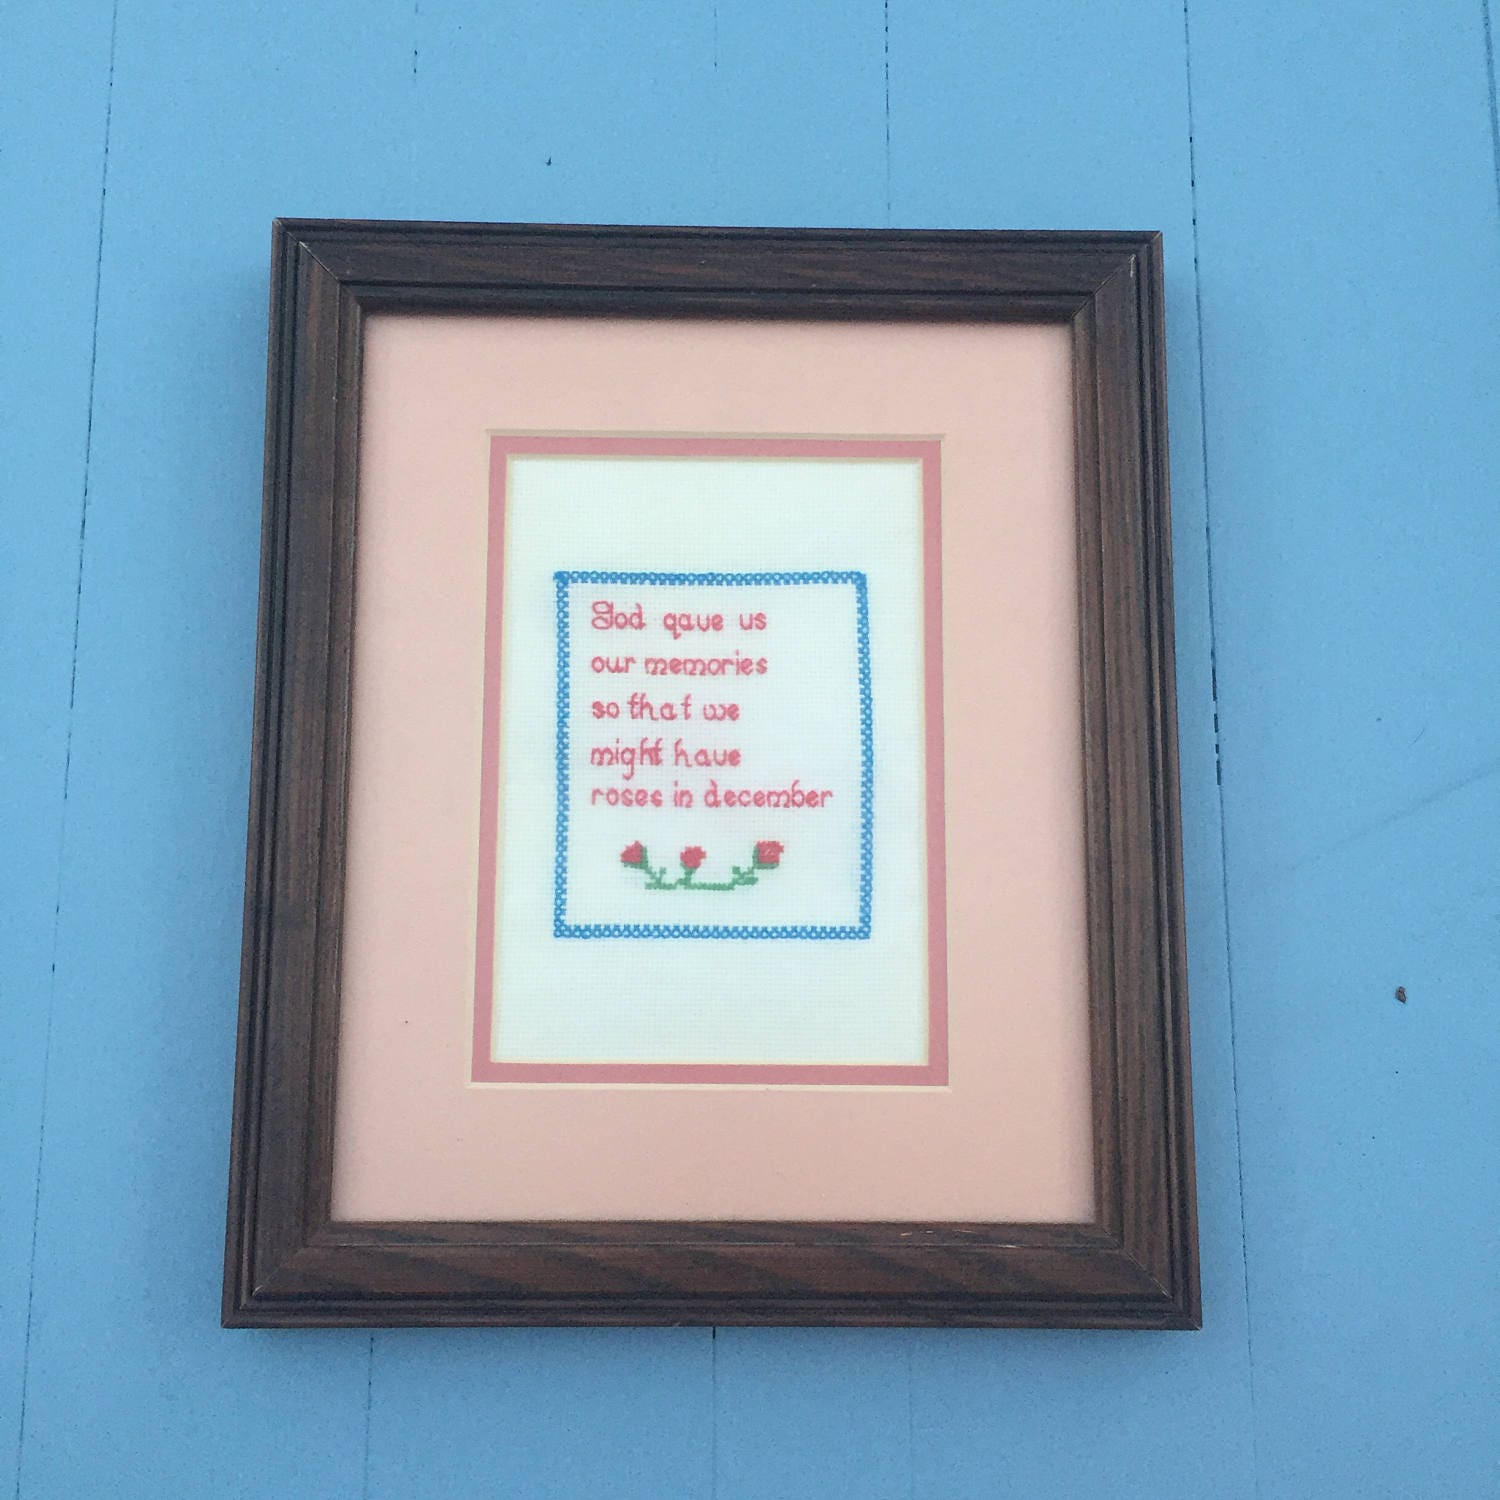 God gave us
our memories
so that we
might have
roses in december